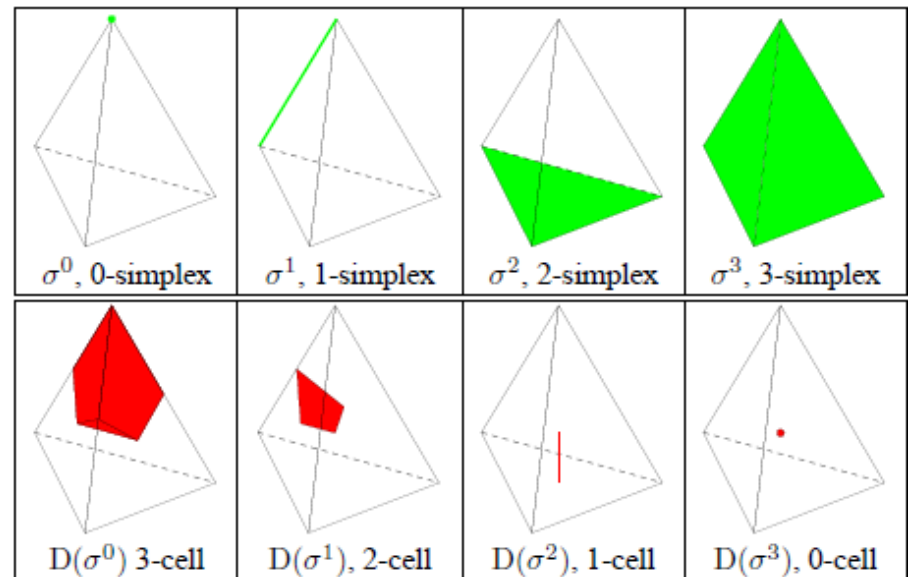 σ⁰, 0-simplex
σ¹, 1-simplex
σ², 2-simplex
σ³, 3-simplex
D(σ⁰) 3-cell
D(σ¹), 2-cell
D(σ²), 1-cell
D(σ³), 0-cell